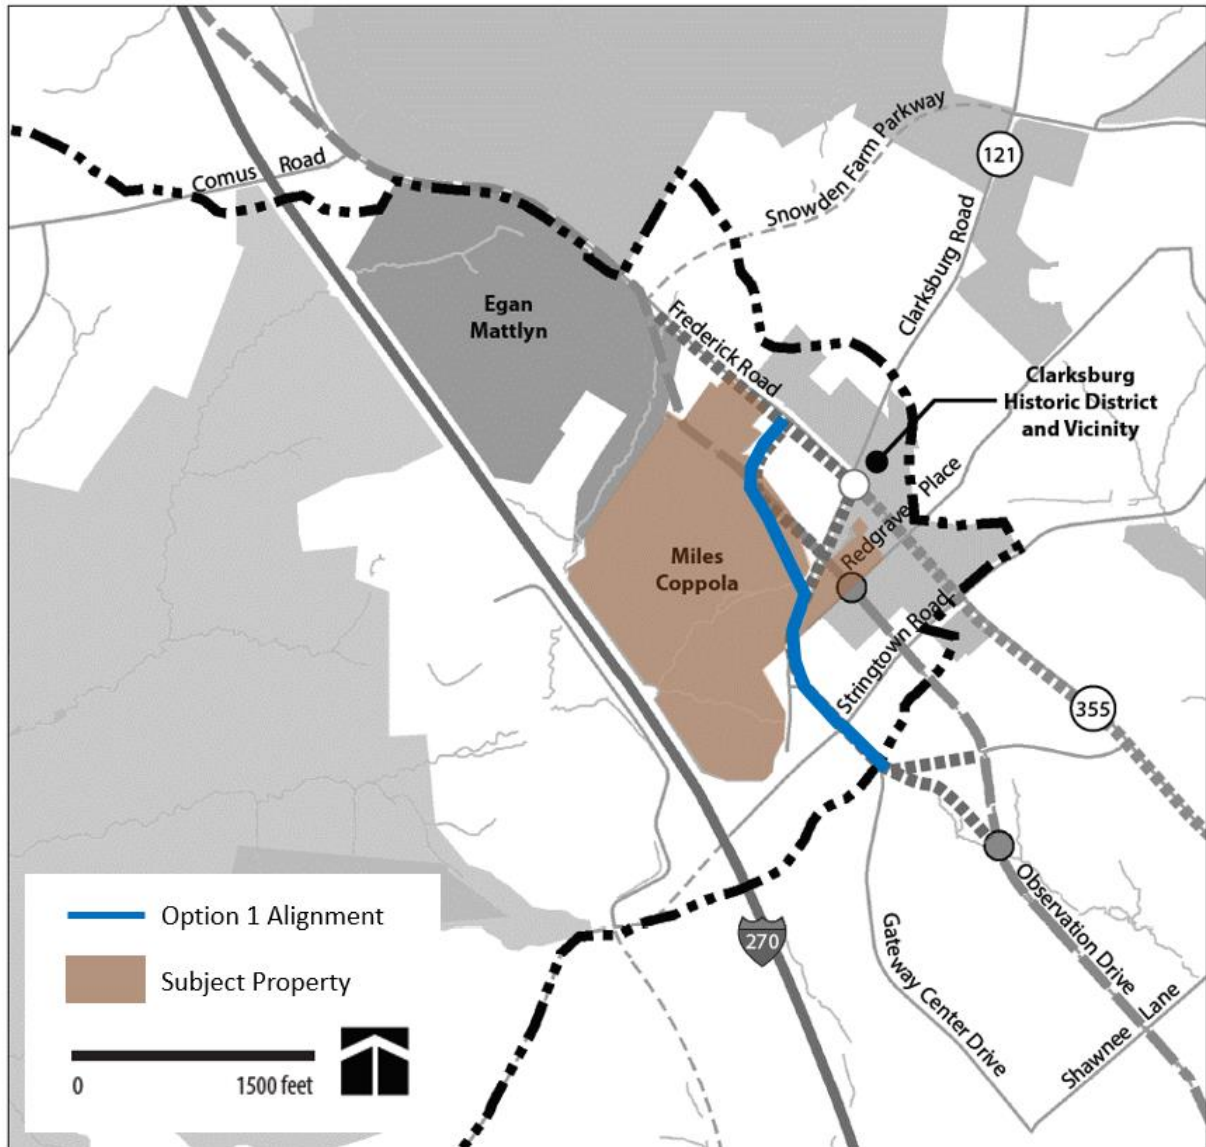 Comus Road
Snowden Farm Parkway
121
Clarksburg Road
Egan
Mattlyn
Frederick Road
Clarksburg
Historic District
and Vicinity
Redgrave Place
Miles
Coppola
Stringtown Road
355
Observation Drive
270
Gateway Center Drive
Shawnee Lane
Option 1 Alignment
Subject Property
0 1500 feet